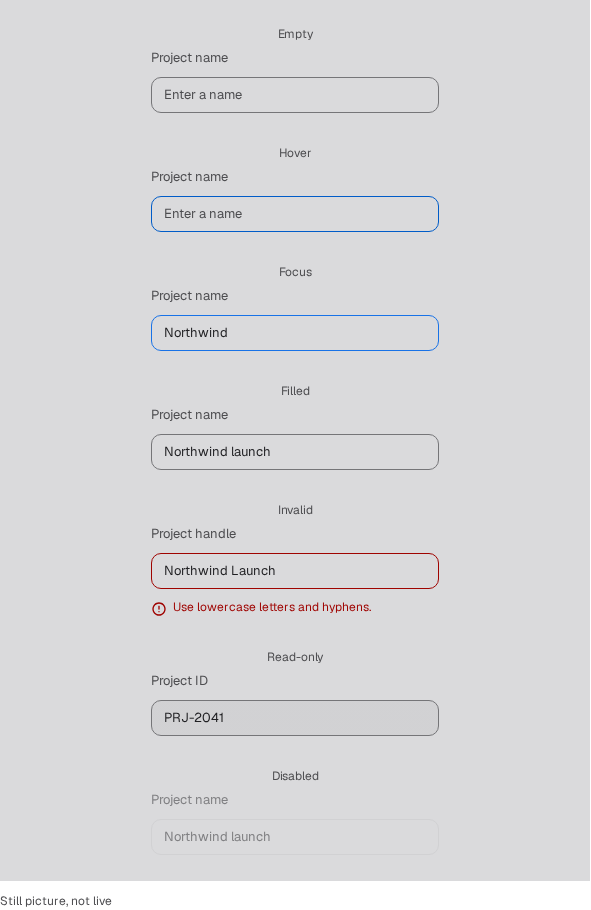 Empty
Project name
Enter a name
Hover
Project name
Enter a name
Focus
Project name
Northwind
Filled
Project name
Northwind launch
Invalid
Project handle
Northwind Launch
Use lowercase letters and hyphens.
Read-only
Project ID
PRJ-2041
Disabled
Project name
Northwind launch
Still picture, not live